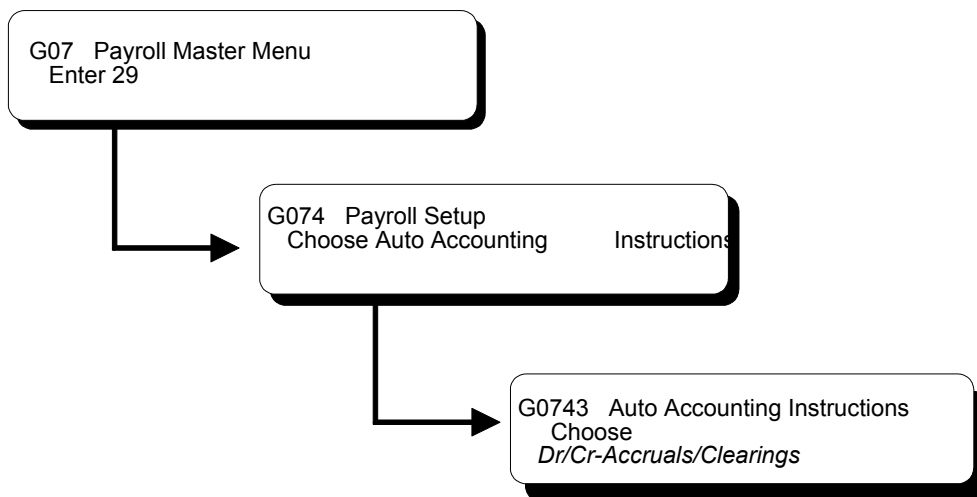 G07 Payroll Master Menu
Enter 29
G074 Payroll Setup
Choose Auto Accounting Instructions
G0743 Auto Accounting Instructions
Choose
Dr/Cr-Accruals/Clearings